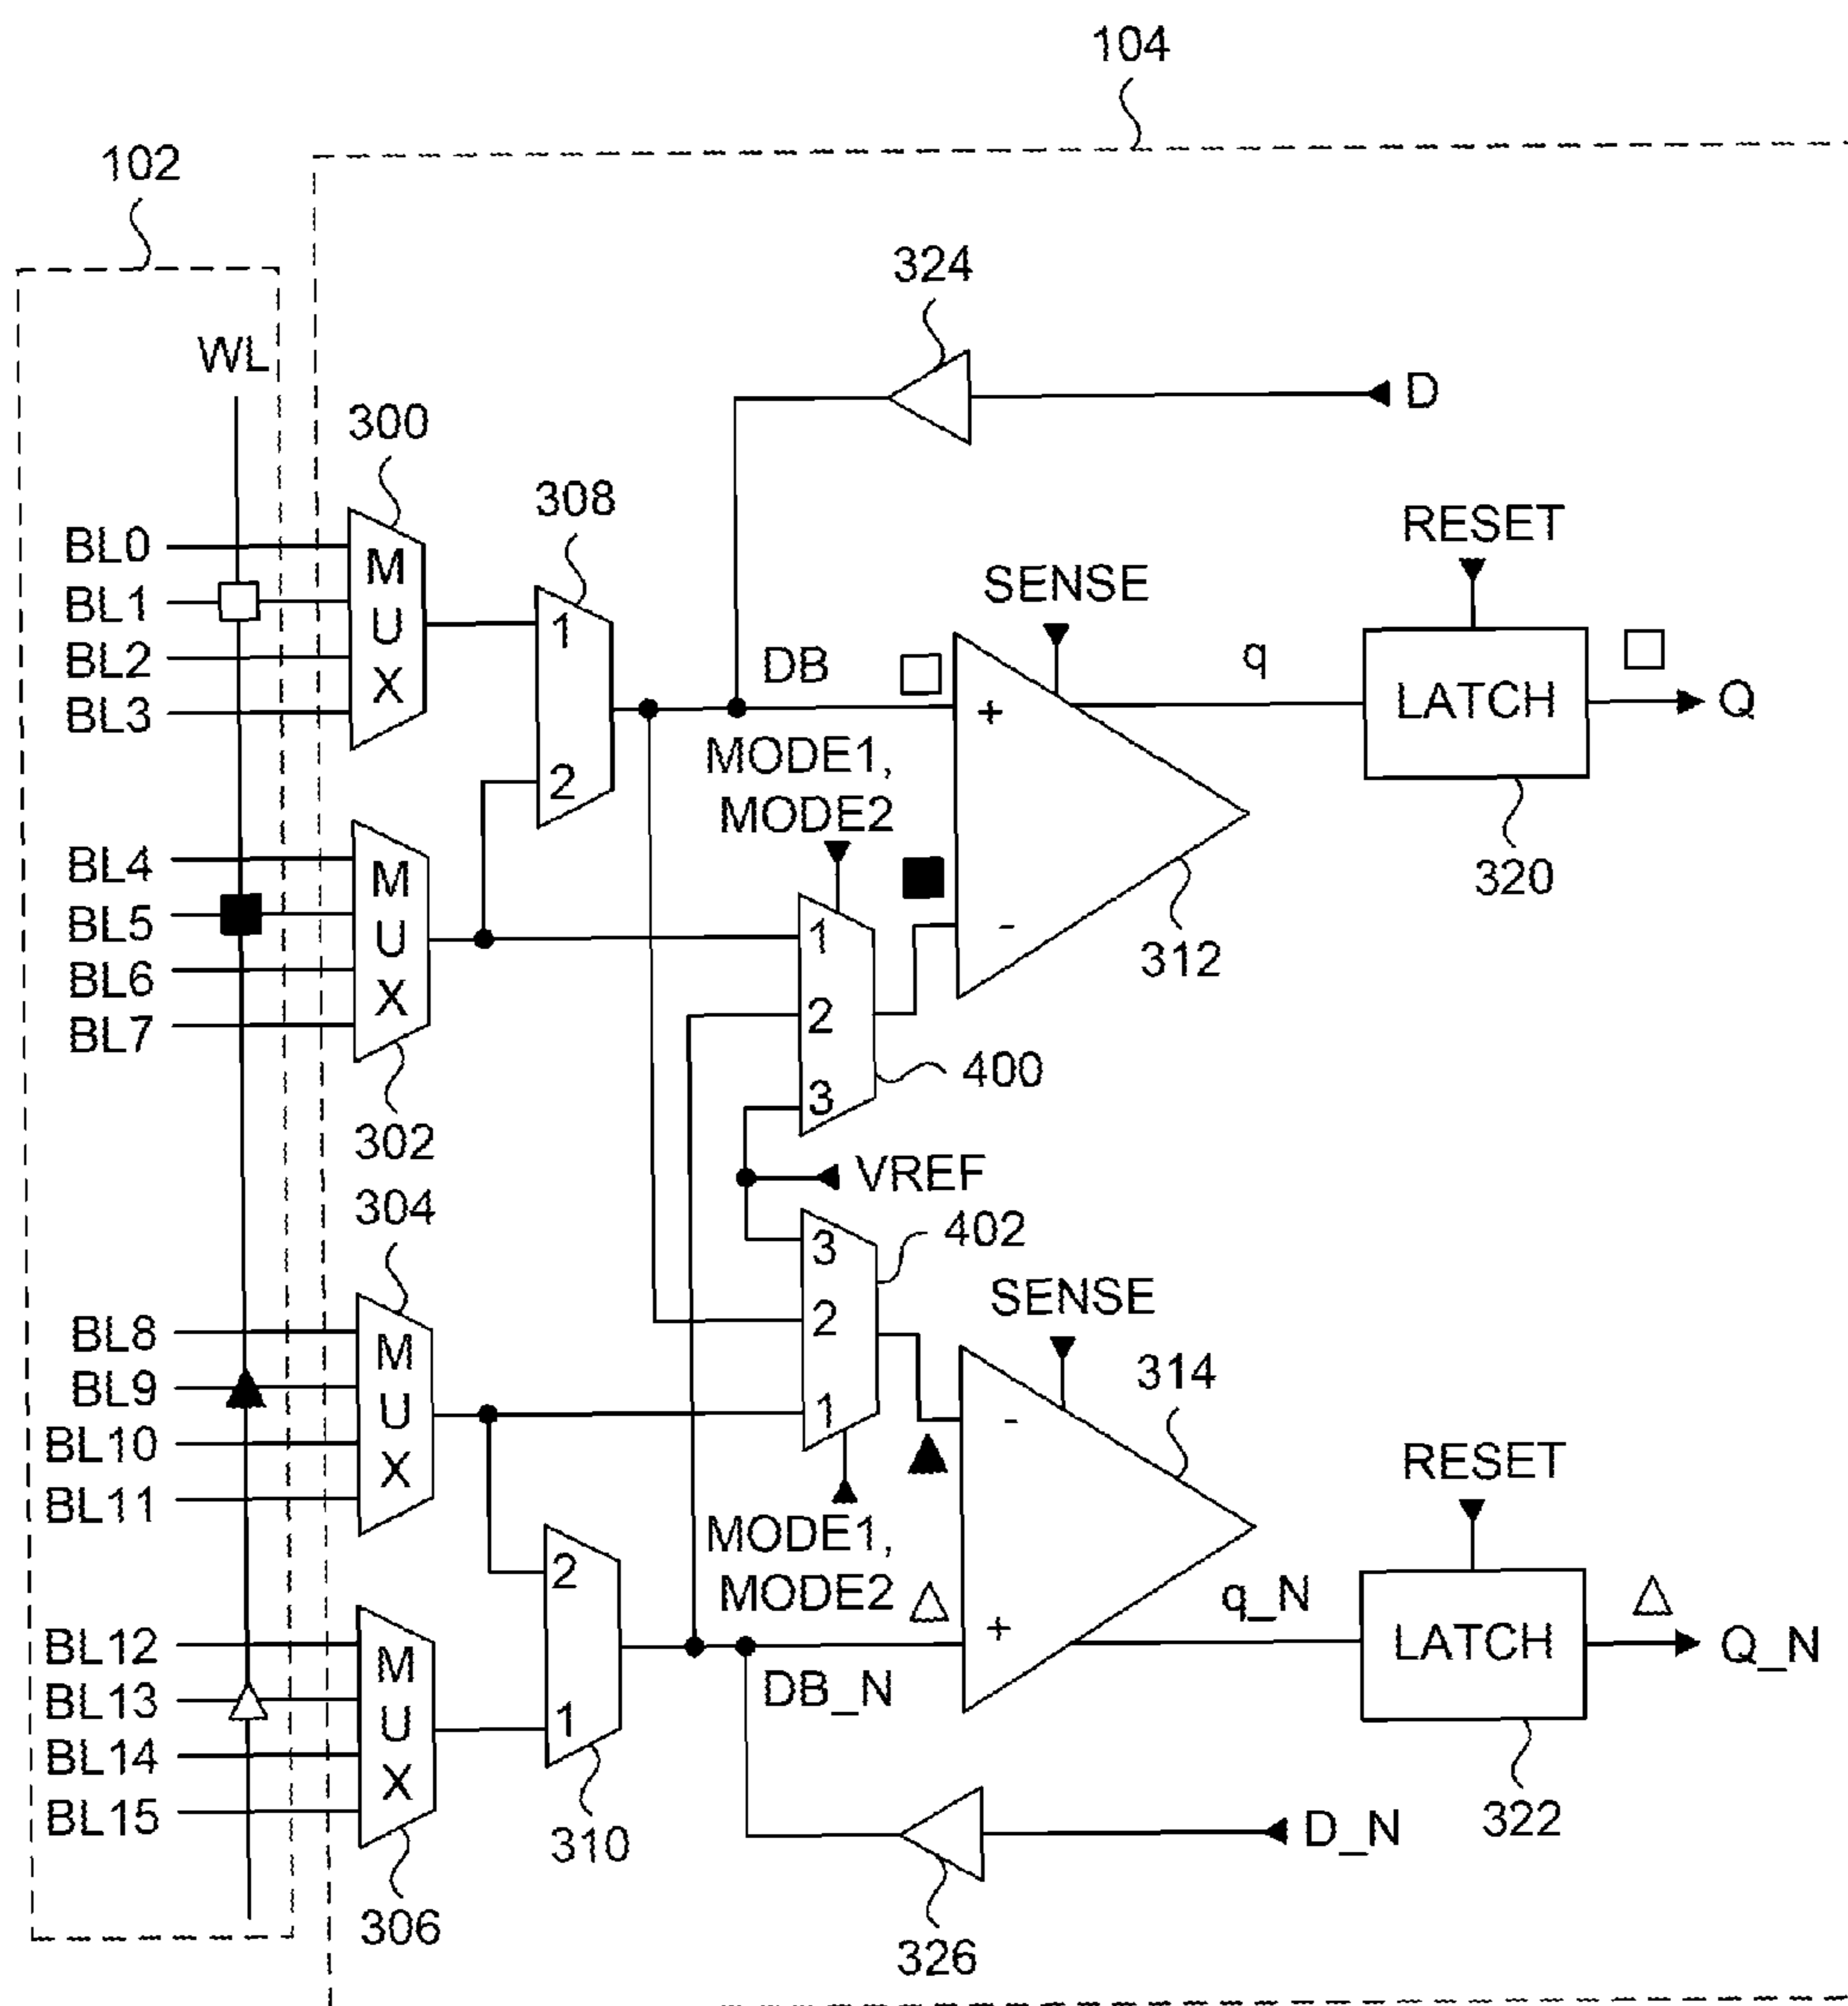 104
102
324
WL
D
300
308
RESET
BL0
BL1
BL2
BL3
M
U
X
1
2
SENSE
DB
+
-
q
LATCH
Q
MODE1,
MODE2
320
BL4
BL5
BL6
BL7
M
U
X
1
2
3
312
400
302
VREF
304
402
3
2
1
SENSE
314
BL8
BL9
BL10
BL11
M
U
X
-
+
RESET
MODE1,
MODE2
2
1
q_N
LATCH
Q_N
BL12
BL13
BL14
BL15
M
U
X
DB_N
310
D_N
322
306
326